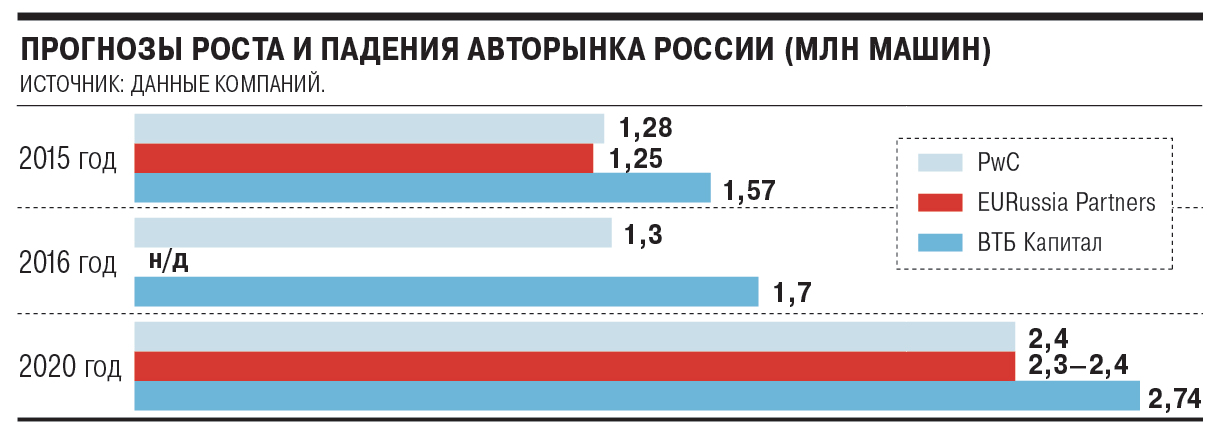 ПРОГНОЗЫ РОСТА И ПАДЕНИЯ АВТОРЫНКА РОССИИ (МЛН МАШИН)
ИСТОЧНИК: ДАННЫЕ КОМПАНИЙ.
2015 год
1,28
1,25
1,57
2016 год
1,3
н/д
1,7
2020 год
2,4
2,3–2,4
2,74
PwC
EURussia Partners
ВТБ Капитал